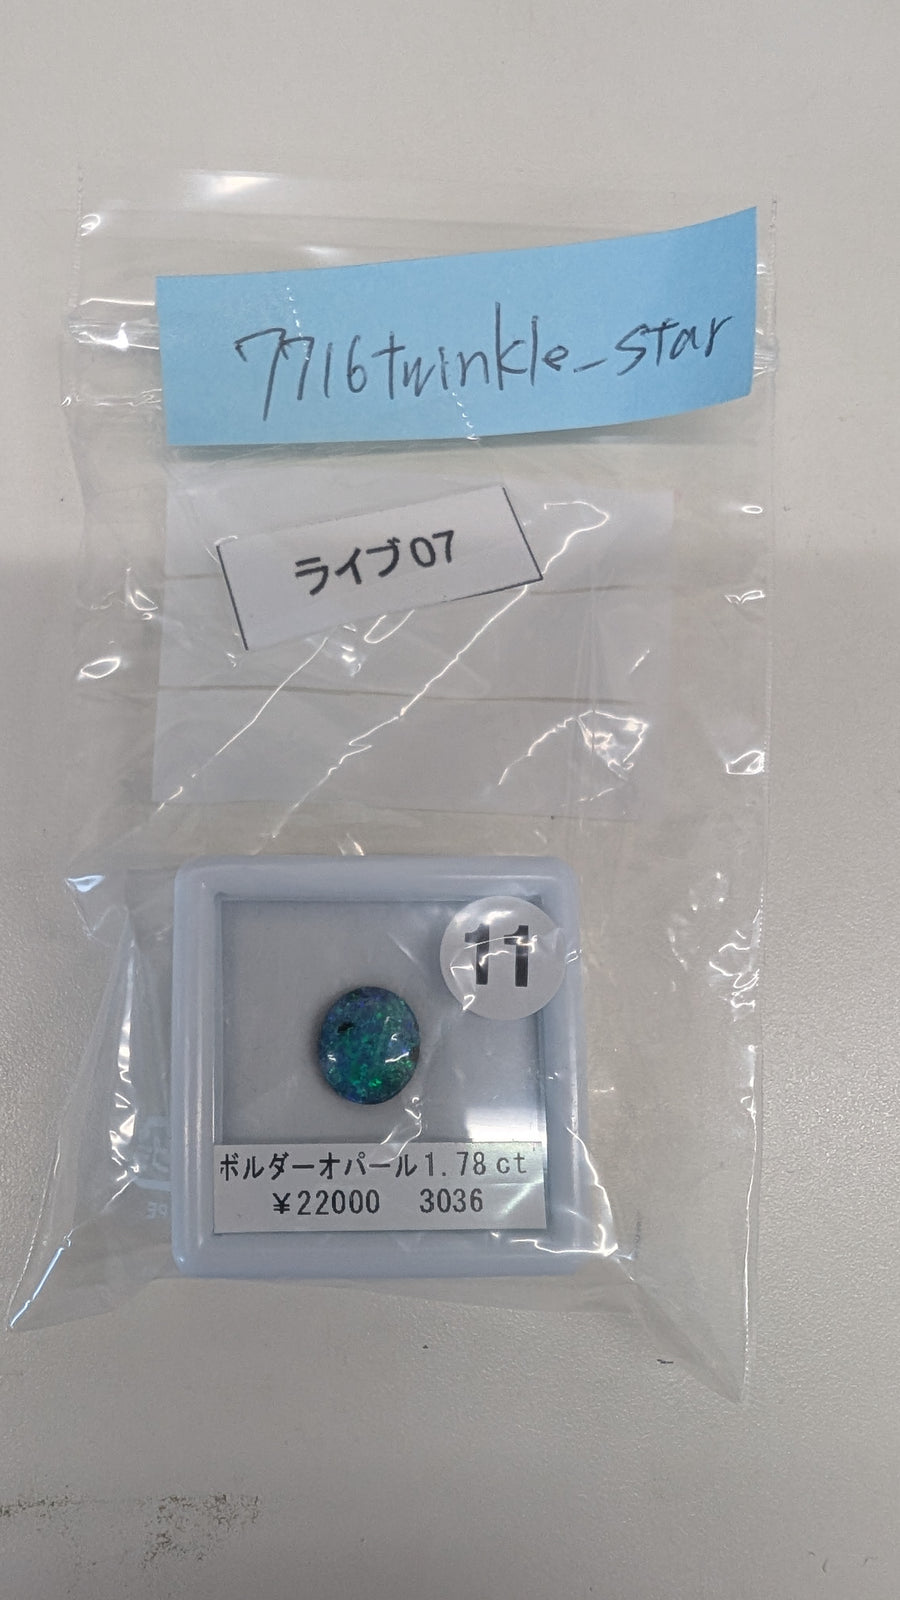 7716twinkle_star
ライブ07
11
ボルダーオパール1.78ct
¥22000 3036